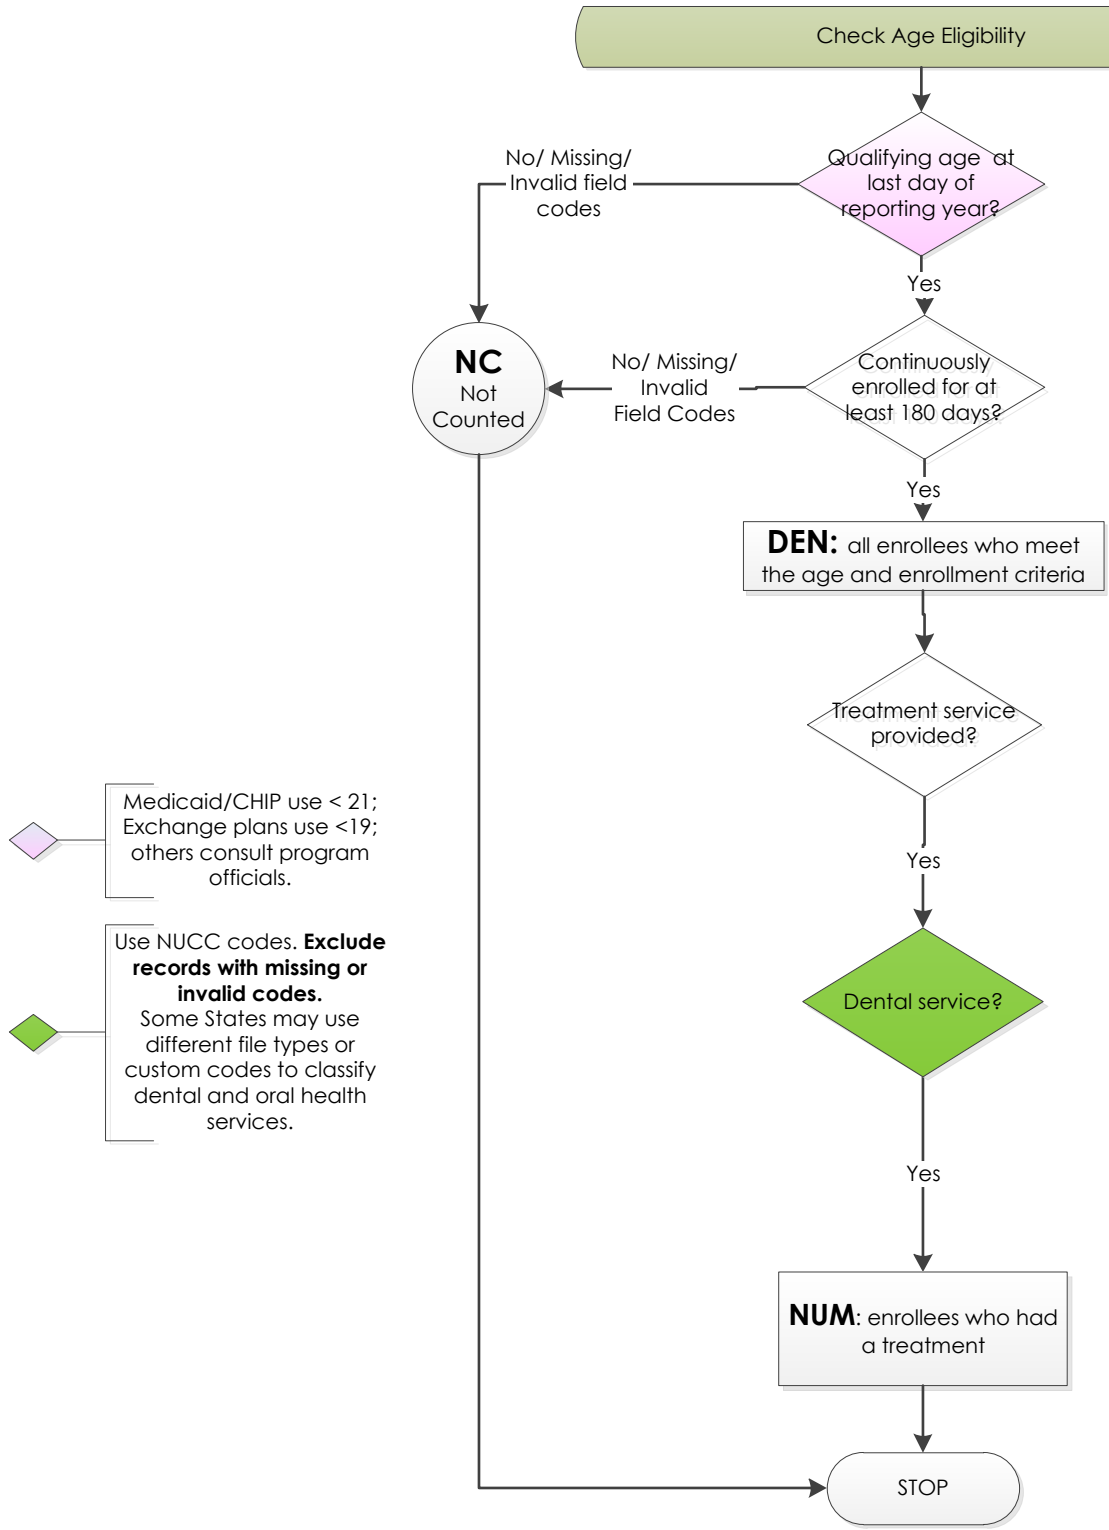 Check Age Eligibility
Qualifying age at
last day of
reporting year?
No/ Missing/
Invalid field
codes
Yes
NC
Not
Counted
No/ Missing/
Invalid
Field Codes
Continuously
enrolled for at
least 180 days?
Yes
DEN: all enrollees who meet
the age and enrollment criteria
Treatment service
provided?
Medicaid/CHIP use < 21;
Exchange plans use <19;
others consult program
officials.
Yes
Use NUCC codes. Exclude
records with missing or
invalid codes.
Some States may use
different file types or
custom codes to classify
dental and oral health
services.
Dental service?
Yes
NUM: enrollees who had
a treatment
STOP